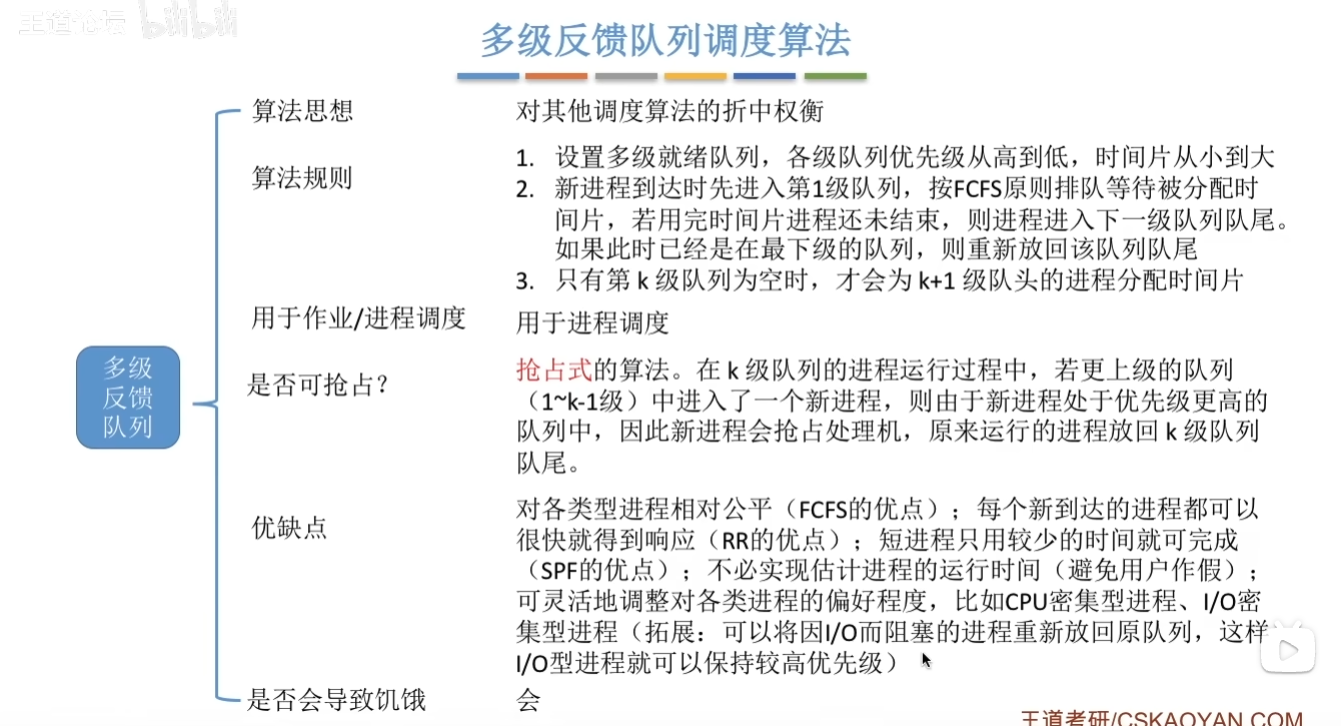 王道论坛 bilibili
多级反馈队列调度算法
算法思想
对其他调度算法的折中权衡
算法规则
1. 设置多级就绪队列，各级队列优先级从高到低，时间片从小到大
2. 新进程到达时先进入第1级队列，按FCFS原则排队等待被分配时
间片，若用完时间片进程还未结束，则进程进入下一级队列队尾。
如果此时已经是在最下级的队列，则重新放回该队列队尾
3. 只有第 k 级队列为空时，才会为 k+1 级队头的进程分配时间片
用于作业/进程调度
用于进程调度
多级
反馈
队列
是否可抢占？
抢占式的算法。在 k 级队列的进程运行过程中，若更上级的队列
（1~k-1级）中进入了一个新进程，则由于新进程处于优先级更高的
队列中，因此新进程会抢占处理机，原来运行的进程放回 k 级队列
队尾。
优缺点
对各类型进程相对公平（FCFS的优点）；每个新到达的进程都可以
很快就得到响应（RR的优点）；短进程只用较少的时间就可完成
（SPF的优点）；不必实现估计进程的运行时间（避免用户作假）；
可灵活地调整对各类进程的偏好程度，比如CPU密集型进程、I/O密
集型进程（拓展：可以将因I/O而阻塞的进程重新放回原队列，这样
I/O型进程就可以保持较高优先级）
是否会导致饥饿
会
王道考研/CSKAOYAN.COM